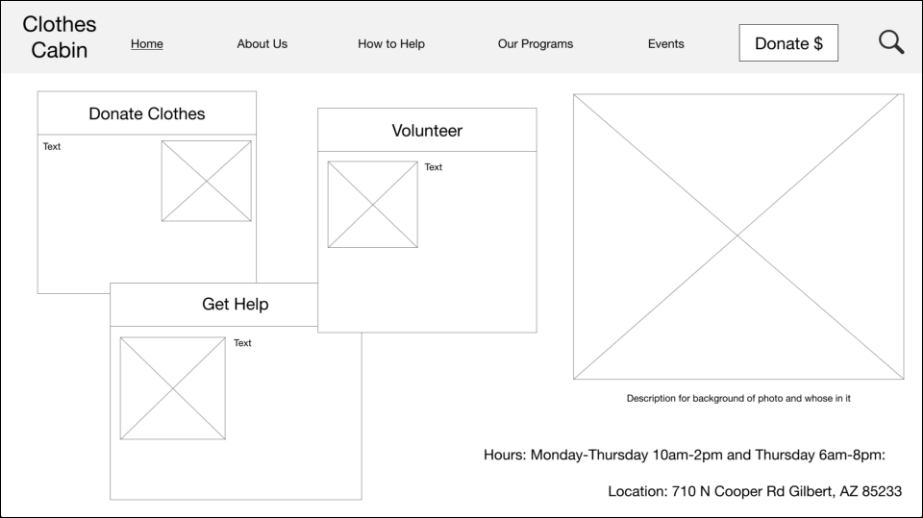 Clothes
Cabin
Home
About Us
How to Help
Our Programs
Events
Donate $
Donate Clothes
Text
Volunteer
Text
Get Help
Text
Description for background of photo and whose in it
Hours: Monday-Thursday 10am-2pm and Thursday 6am-8pm:
Location: 710 N Cooper Rd Gilbert, AZ 85233